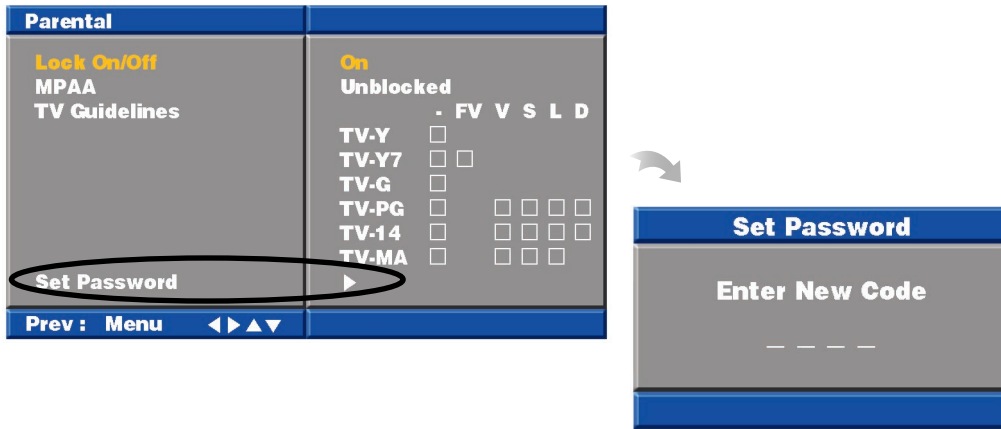 Parental
Lock On/Off On
MPAA Unblocked
TV Guidelines - FV V S L D
TV-Y
TV-Y7
TV-G
TV-PG
TV-14
TV-MA
Set Password
Prev : Menu
Set Password
Enter New Code
_ _ _ _